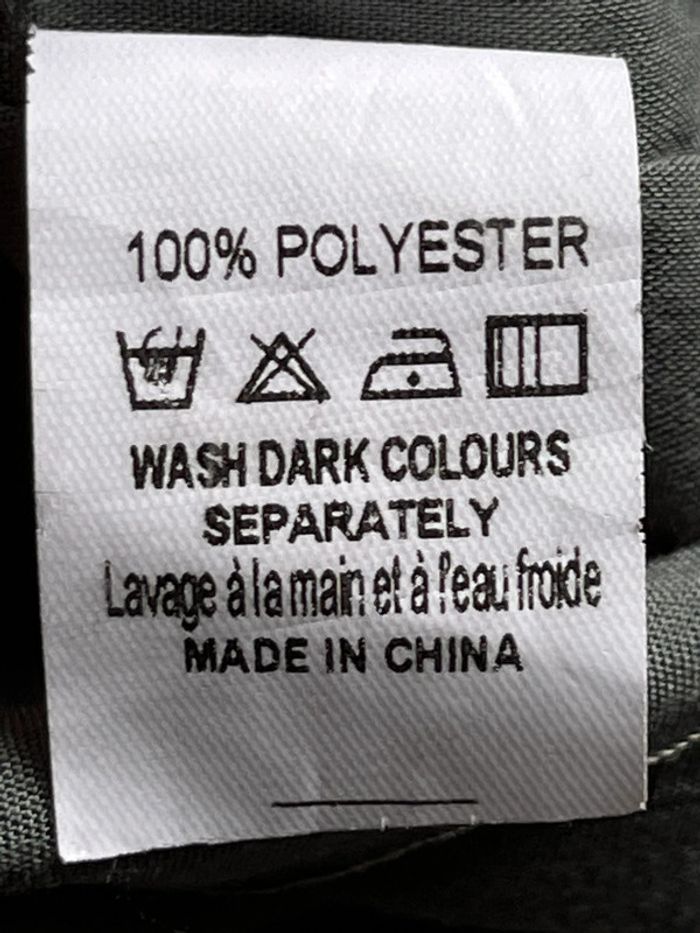 100% POLYESTER
WASH DARK COLOURS
SEPARATELY
Lavage à la main et à l'eau froide
MADE IN CHINA